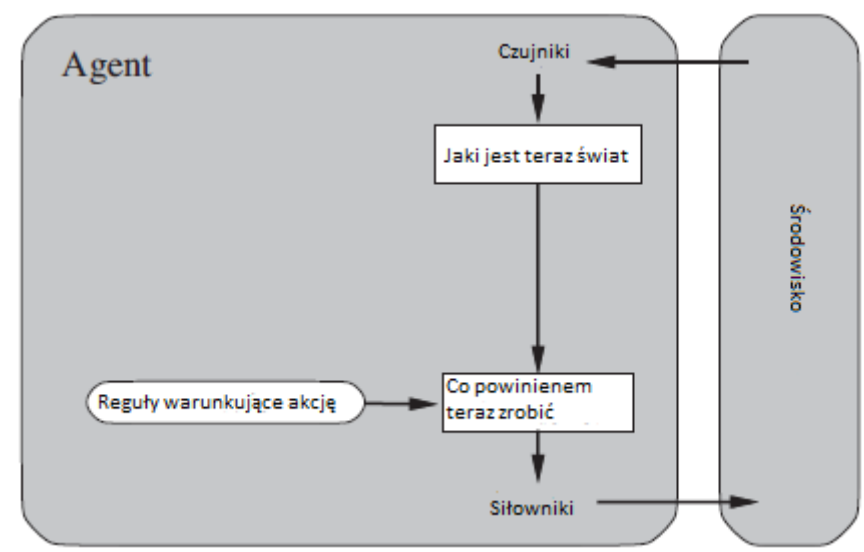 Agent
Czujniki
Jaki jest teraz świat
Środowisko
Reguły warunkujące akcję
Co powinienem
teraz zrobić
Siłowniki